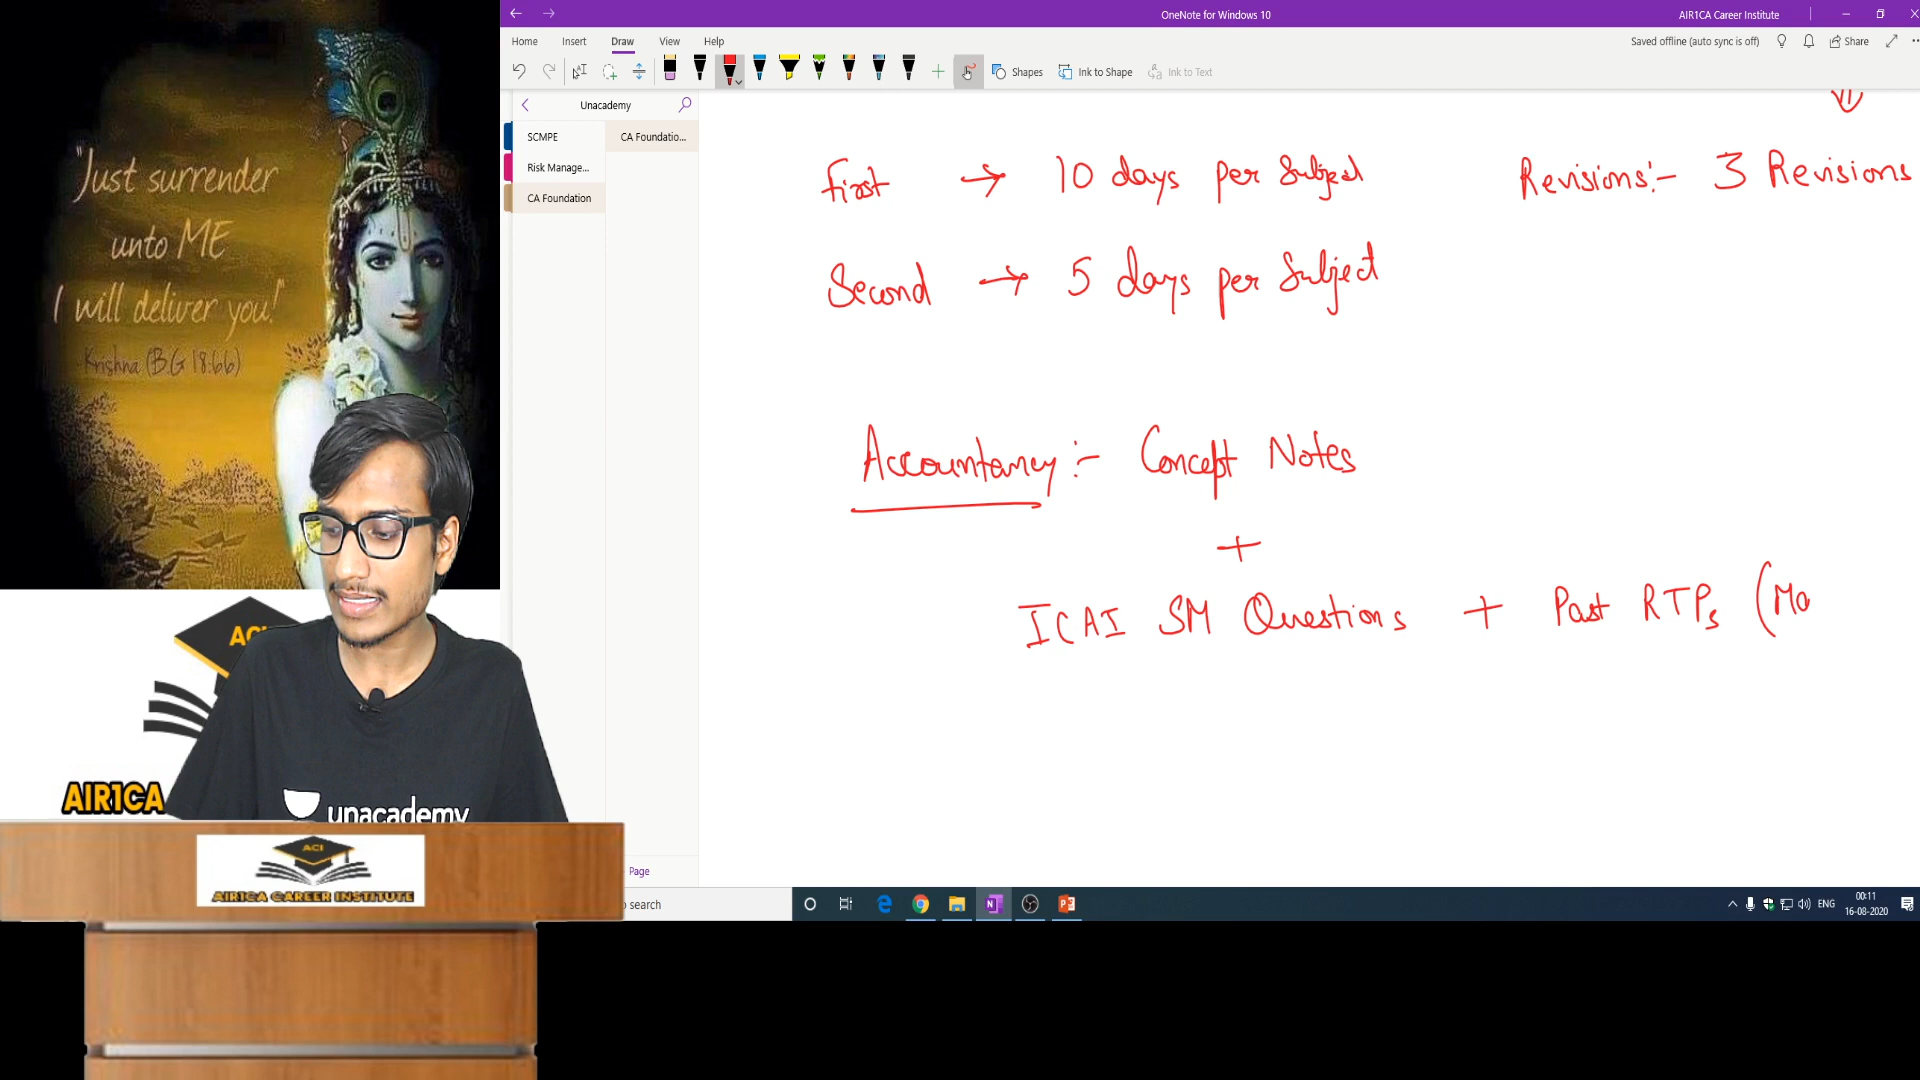 "Just surrender
unto ME
I will deliver you!"
Krishna (B.G 18:66)
AIR1CA
unacademy
ACI
AIR1CA CAREER INSTITUTE
OneNote for Windows 10
AIR1CA Career Institute
Home Insert Draw View Help
Saved offline (auto sync is off)
Share
Shapes
Ink to Shape
Ink to Text
Unacademy
SCMPE
Risk Manage...
CA Foundation
CA Foundatio...
First → 10 days per Subject
Revisions:- 3 Revisions
Second → 5 days per Subject
Accountancy:- Concept Notes
+
ICAI SM Questions + Past RTPs (Ma
Page
o search
ENG
00:11
16-08-2020